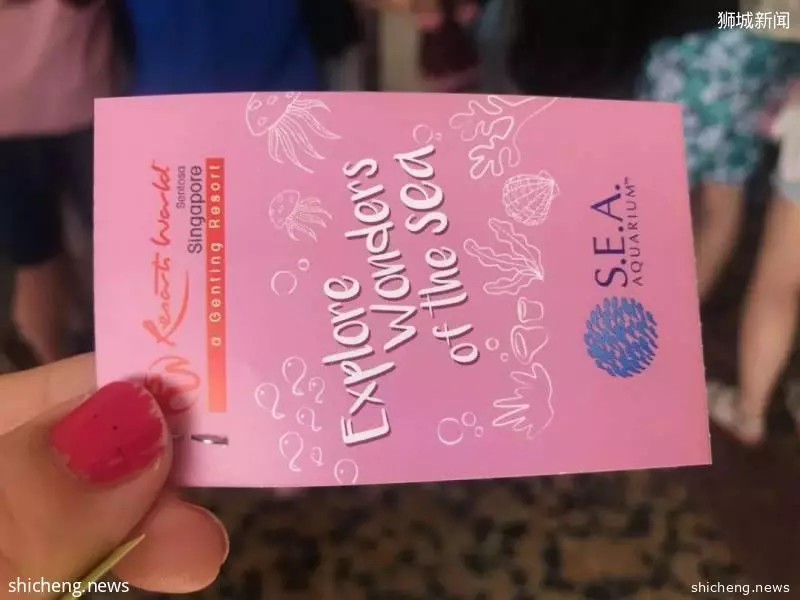 狮城新闻
Resorts World
Sentosa
Singapore
a Genting Resort
Explore
Wonders
of the Sea
S.E.A.
AQUARIUM™
shicheng.news
shicheng.news